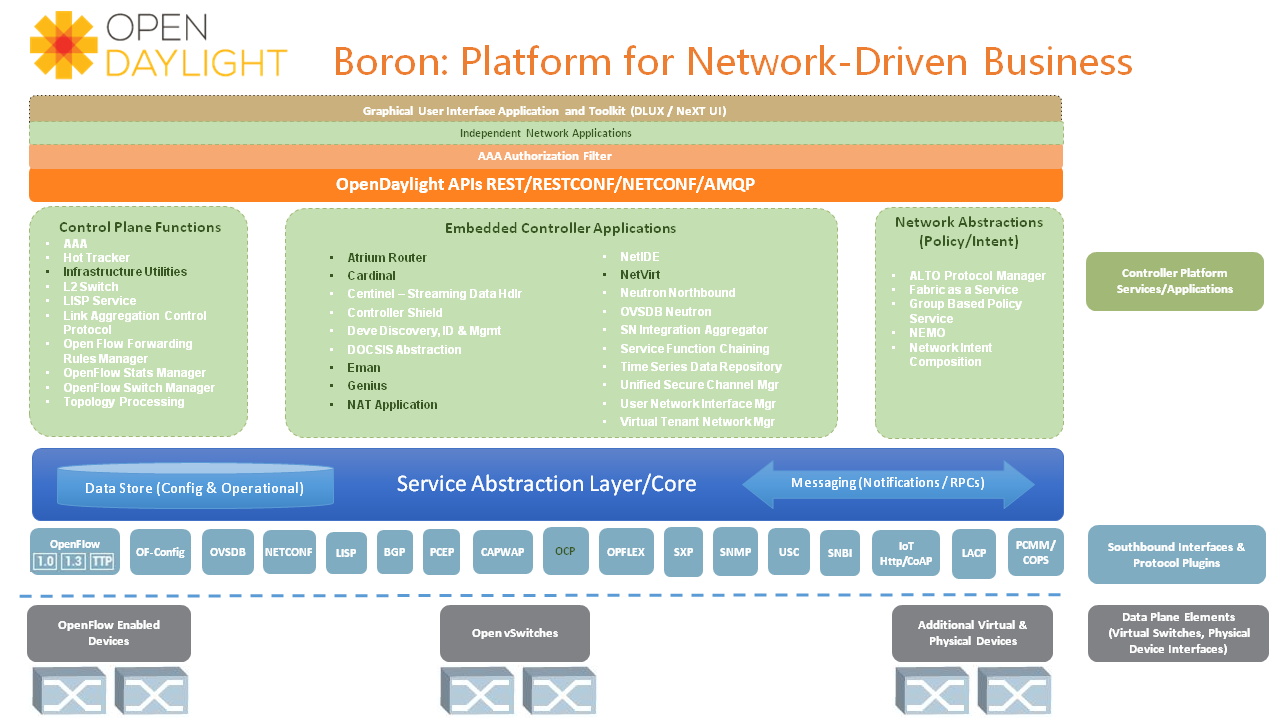 OPEN
DAYLIGHT
Boron: Platform for Network-Driven Business
Graphical User Interface Application and Toolkit (DLUX / NeXT UI)
Independent Network Applications
AAA Authorization Filter
OpenDaylight APIs REST/RESTCONF/NETCONF/AMQP
Control Plane Functions
AAA
Hot Tracker
Infrastructure Utilities
L2 Switch
LISP Service
Link Aggregation Control
Protocol
Open Flow Forwarding
Rules Manager
OpenFlow Stats Manager
OpenFlow Switch Manager
Topology Processing
Embedded Controller Applications
Atrium Router
Cardinal
Centinel – Streaming Data Hdlr
Controller Shield
Deve Discovery, ID & Mgmt
DOCSIS Abstraction
Eman
Genius
NAT Application
NetIDE
NetVirt
Neutron Northbound
OVSDB Neutron
SN Integration Aggregator
Service Function Chaining
Time Series Data Repository
Unified Secure Channel Mgr
User Network Interface Mgr
Virtual Tenant Network Mgr
Network Abstractions
(Policy/Intent)
ALTO Protocol Manager
Fabric as a Service
Group Based Policy
Service
NEMO
Network Intent
Composition
Controller Platform
Services/Applications
Data Store (Config & Operational)
Service Abstraction Layer/Core
Messaging (Notifications / RPCs)
OpenFlow
1.0 1.3 TTP
OF-Config
OVSDB
NETCONF
LISP
BGP
PCEP
CAPWAP
OCP
OPFLEX
SXP
SNMP
USC
SNBI
IoT
Http/CoAP
LACP
PCMM/
COPS
Southbound Interfaces &
Protocol Plugins
OpenFlow Enabled
Devices
Open vSwitches
Additional Virtual &
Physical Devices
Data Plane Elements
(Virtual Switches, Physical
Device Interfaces)